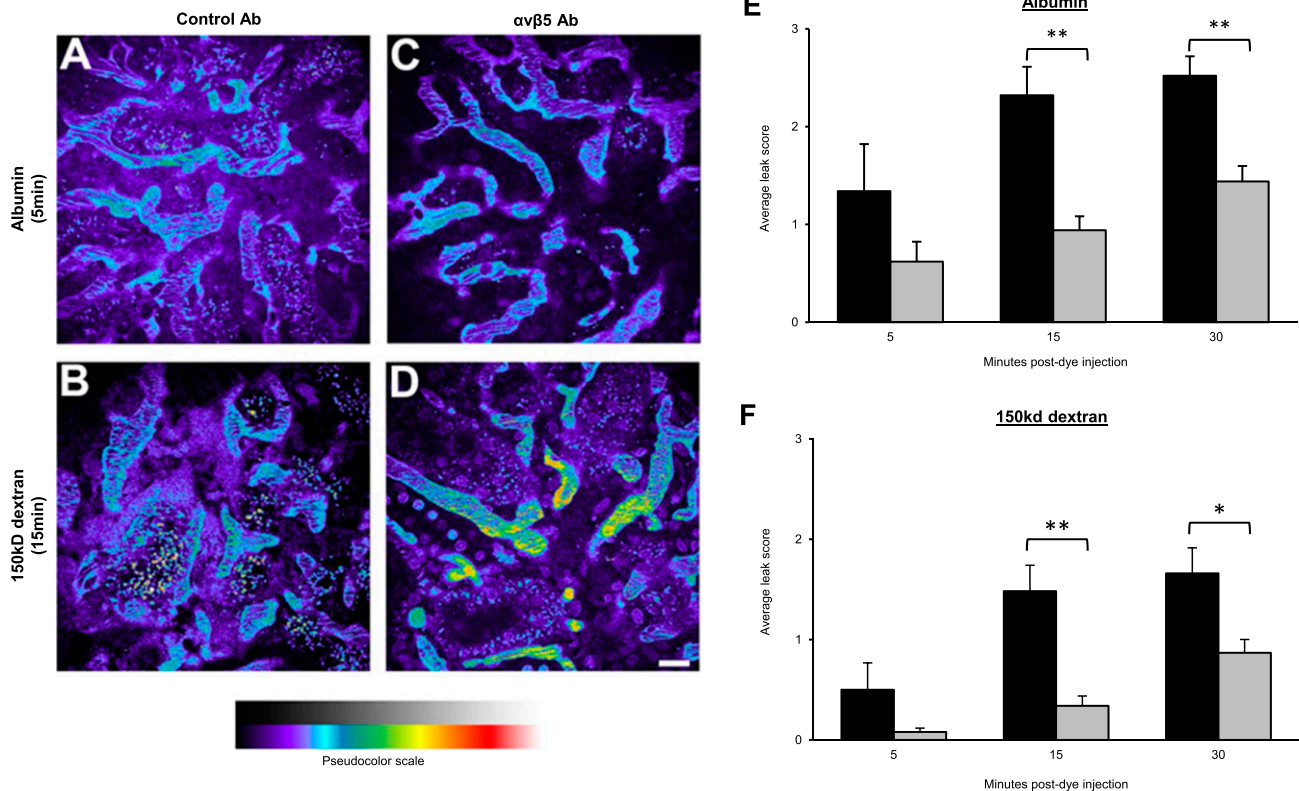 Control Ab
αvβ5 Ab
A
C
Albumin
(5min)
B
D
150kD dextran
(15min)
Pseudocolor scale
E
Albumin
3
2
1
0
Average leak score
**
**
5
15
30
Minutes post-dye injection
F
150kd dextran
3
2
1
0
Average leak score
**
*
5
15
30
Minutes post-dye injection